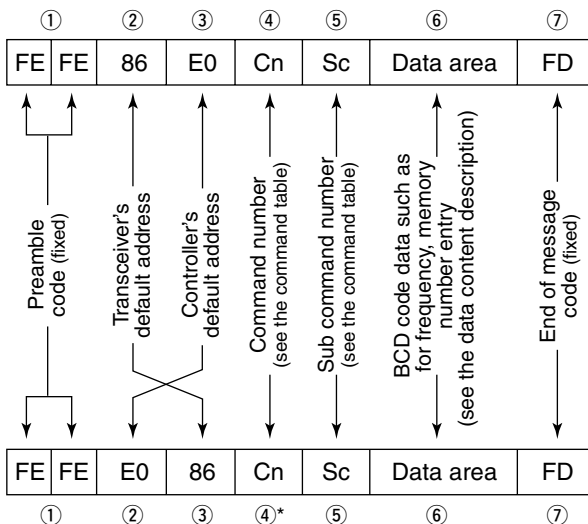 ① ② ③ ④ ⑤ ⑥ ⑦
FE FE 86 E0 Cn Sc Data area FD
Preamble
code (fixed)
Transceiver's
default address
Controller's
default address
Command number
(see the command table)
Sub command number
(see the command table)
BCD code data such as
for frequency, memory
number entry
(see the data content description)
End of message
code (fixed)
FE FE E0 86 Cn Sc Data area FD
① ② ③ ④* ⑤ ⑥ ⑦